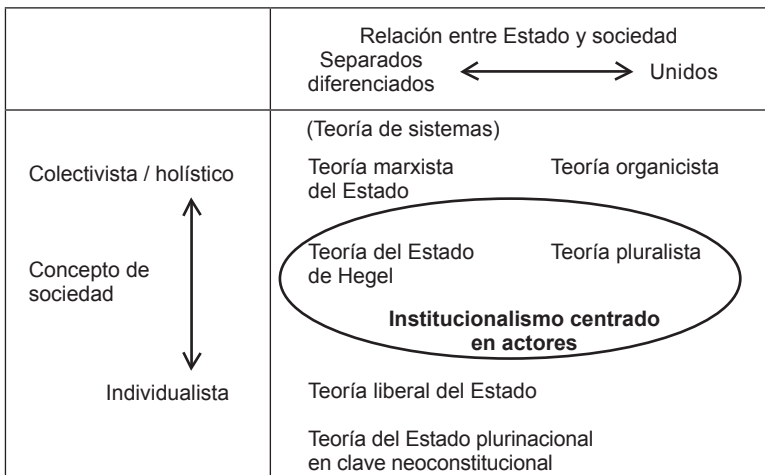 Relación entre Estado y sociedad
Separados
diferenciados
Unidos
(Teoría de sistemas)
Colectivista / holístico
Teoría marxista
del Estado
Teoría organicista
Concepto de
sociedad
Teoría del Estado
de Hegel
Teoría pluralista
Institucionalismo centrado
en actores
Individualista
Teoría liberal del Estado
Teoría del Estado plurinacional
en clave neoconstitucional